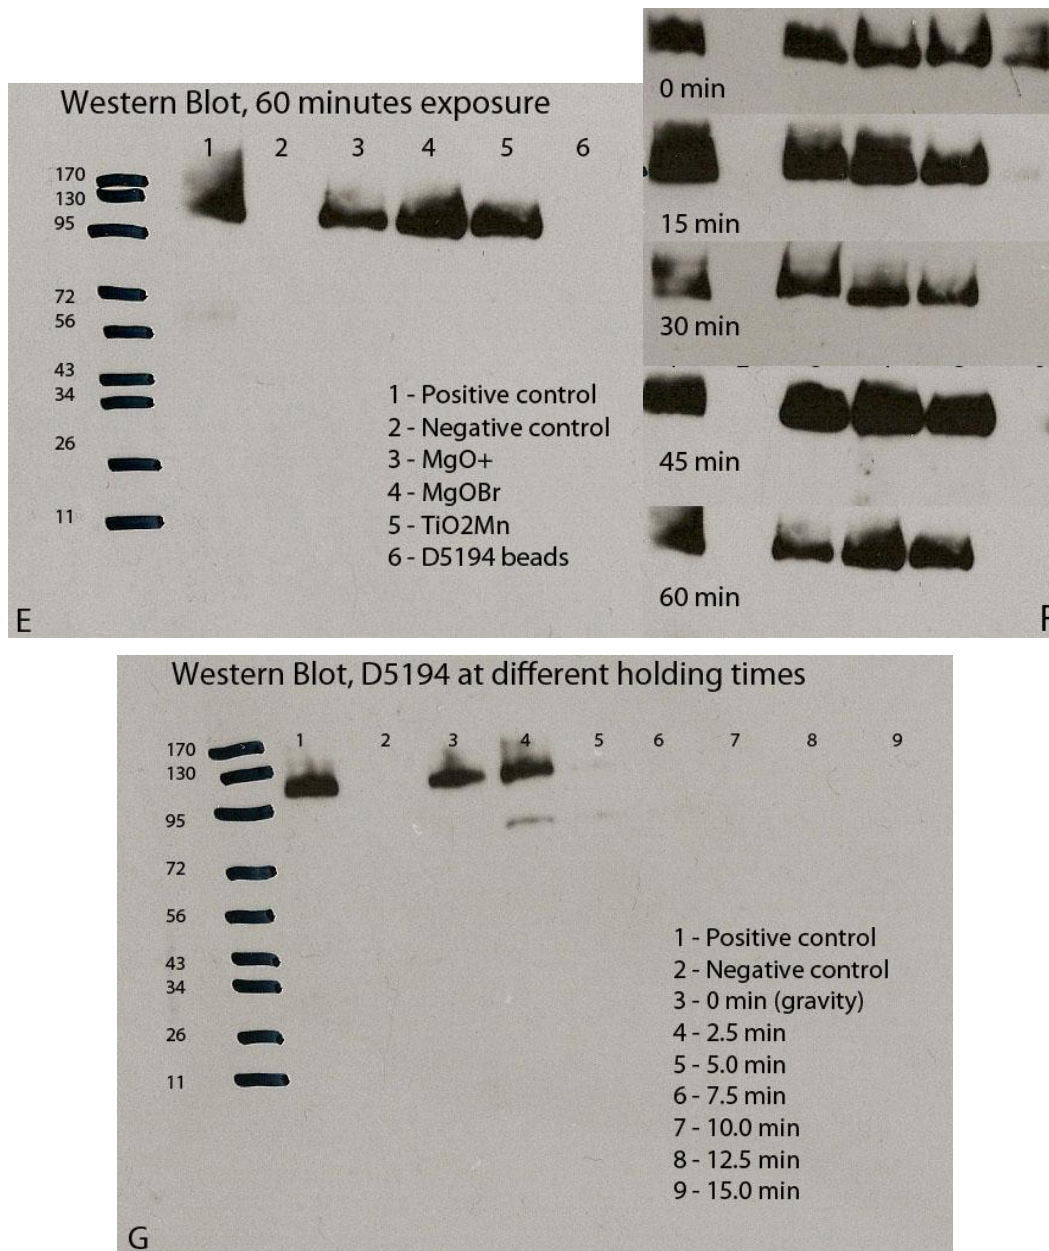 Western Blot, 60 minutes exposure
1 2 3 4 5 6
170
130
95
72
56
43
34
26
11
1 - Positive control
2 - Negative control
3 - MgO+
4 - MgOBr
5 - TiO2Mn
6 - D5194 beads
E
0 min
15 min
30 min
45 min
60 min
Western Blot, D5194 at different holding times
1 2 3 4 5 6 7 8 9
170
130
95
72
56
43
34
26
11
1 - Positive control
2 - Negative control
3 - 0 min (gravity)
4 - 2.5 min
5 - 5.0 min
6 - 7.5 min
7 - 10.0 min
8 - 12.5 min
9 - 15.0 min
G